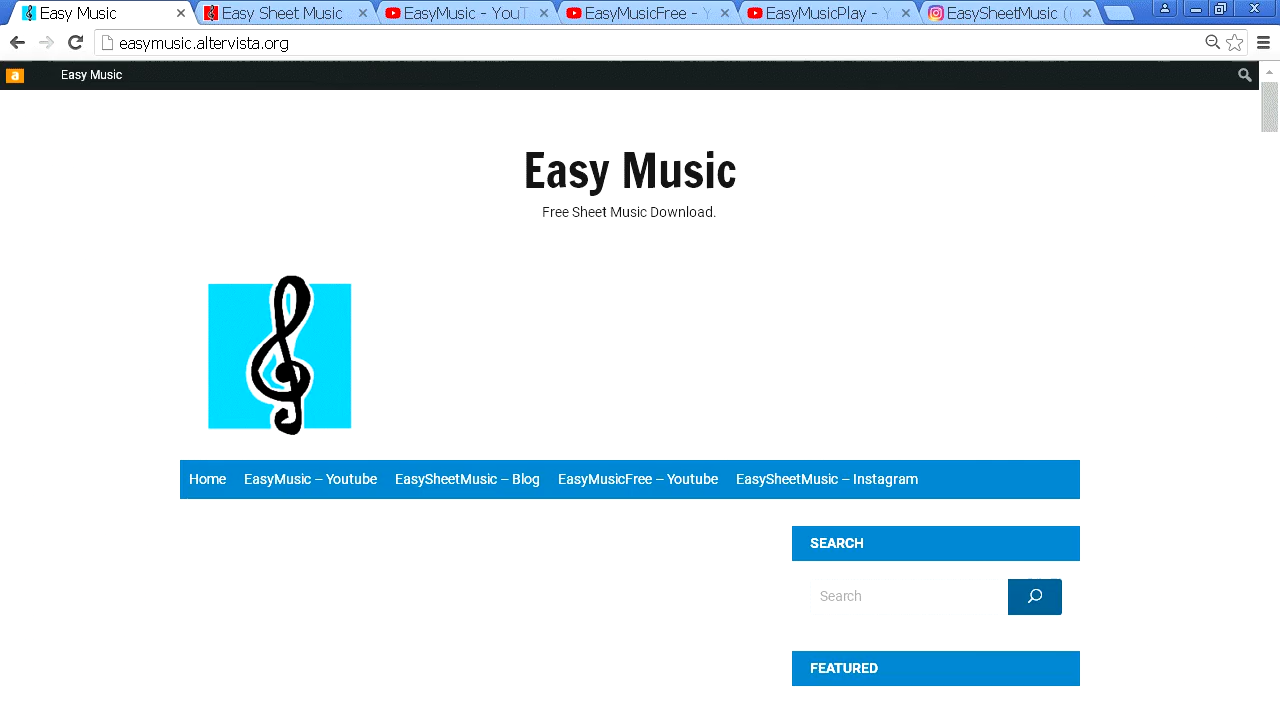 Easy Music
Easy Sheet Music
EasyMusic - YouT
EasyMusicFree - Y
EasyMusicPlay - Y
EasySheetMusic (
easymusic.altervista.org
a
Easy Music
Easy Music
Free Sheet Music Download.
Home EasyMusic – Youtube EasySheetMusic – Blog EasyMusicFree – Youtube EasySheetMusic – Instagram
SEARCH
Search
FEATURED